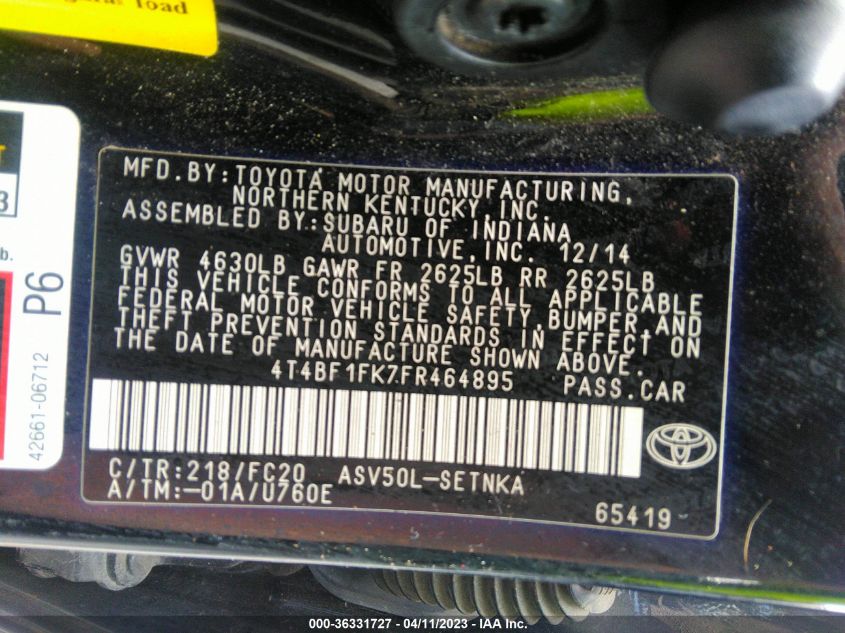 load
3
b.
P6
42661-06712
MFD.BY:TOYOTA MOTOR MANUFACTURING,
NORTHERN KENTUCKY, INC.
ASSEMBLED BY:SUBARU OF INDIANA
AUTOMOTIVE, INC. 12/14
GVWR 4630LB GAWR FR 2625LB RR 2625LB
THIS VEHICLE CONFORMS TO ALL APPLICABLE
FEDERAL MOTOR VEHICLE SAFETY,BUMPER,AND
THEFT PREVENTION STANDARDS IN EFFECT ON
THE DATE OF MANUFACTURE SHOWN ABOVE.
4T4BF1FK7FR464895 PASS.CAR
C/TR:218/FC20 ASV50L-SETNKA
A/TM:-01A/U760E
65419
000-36331727 - 04/11/2023 - IAA Inc.